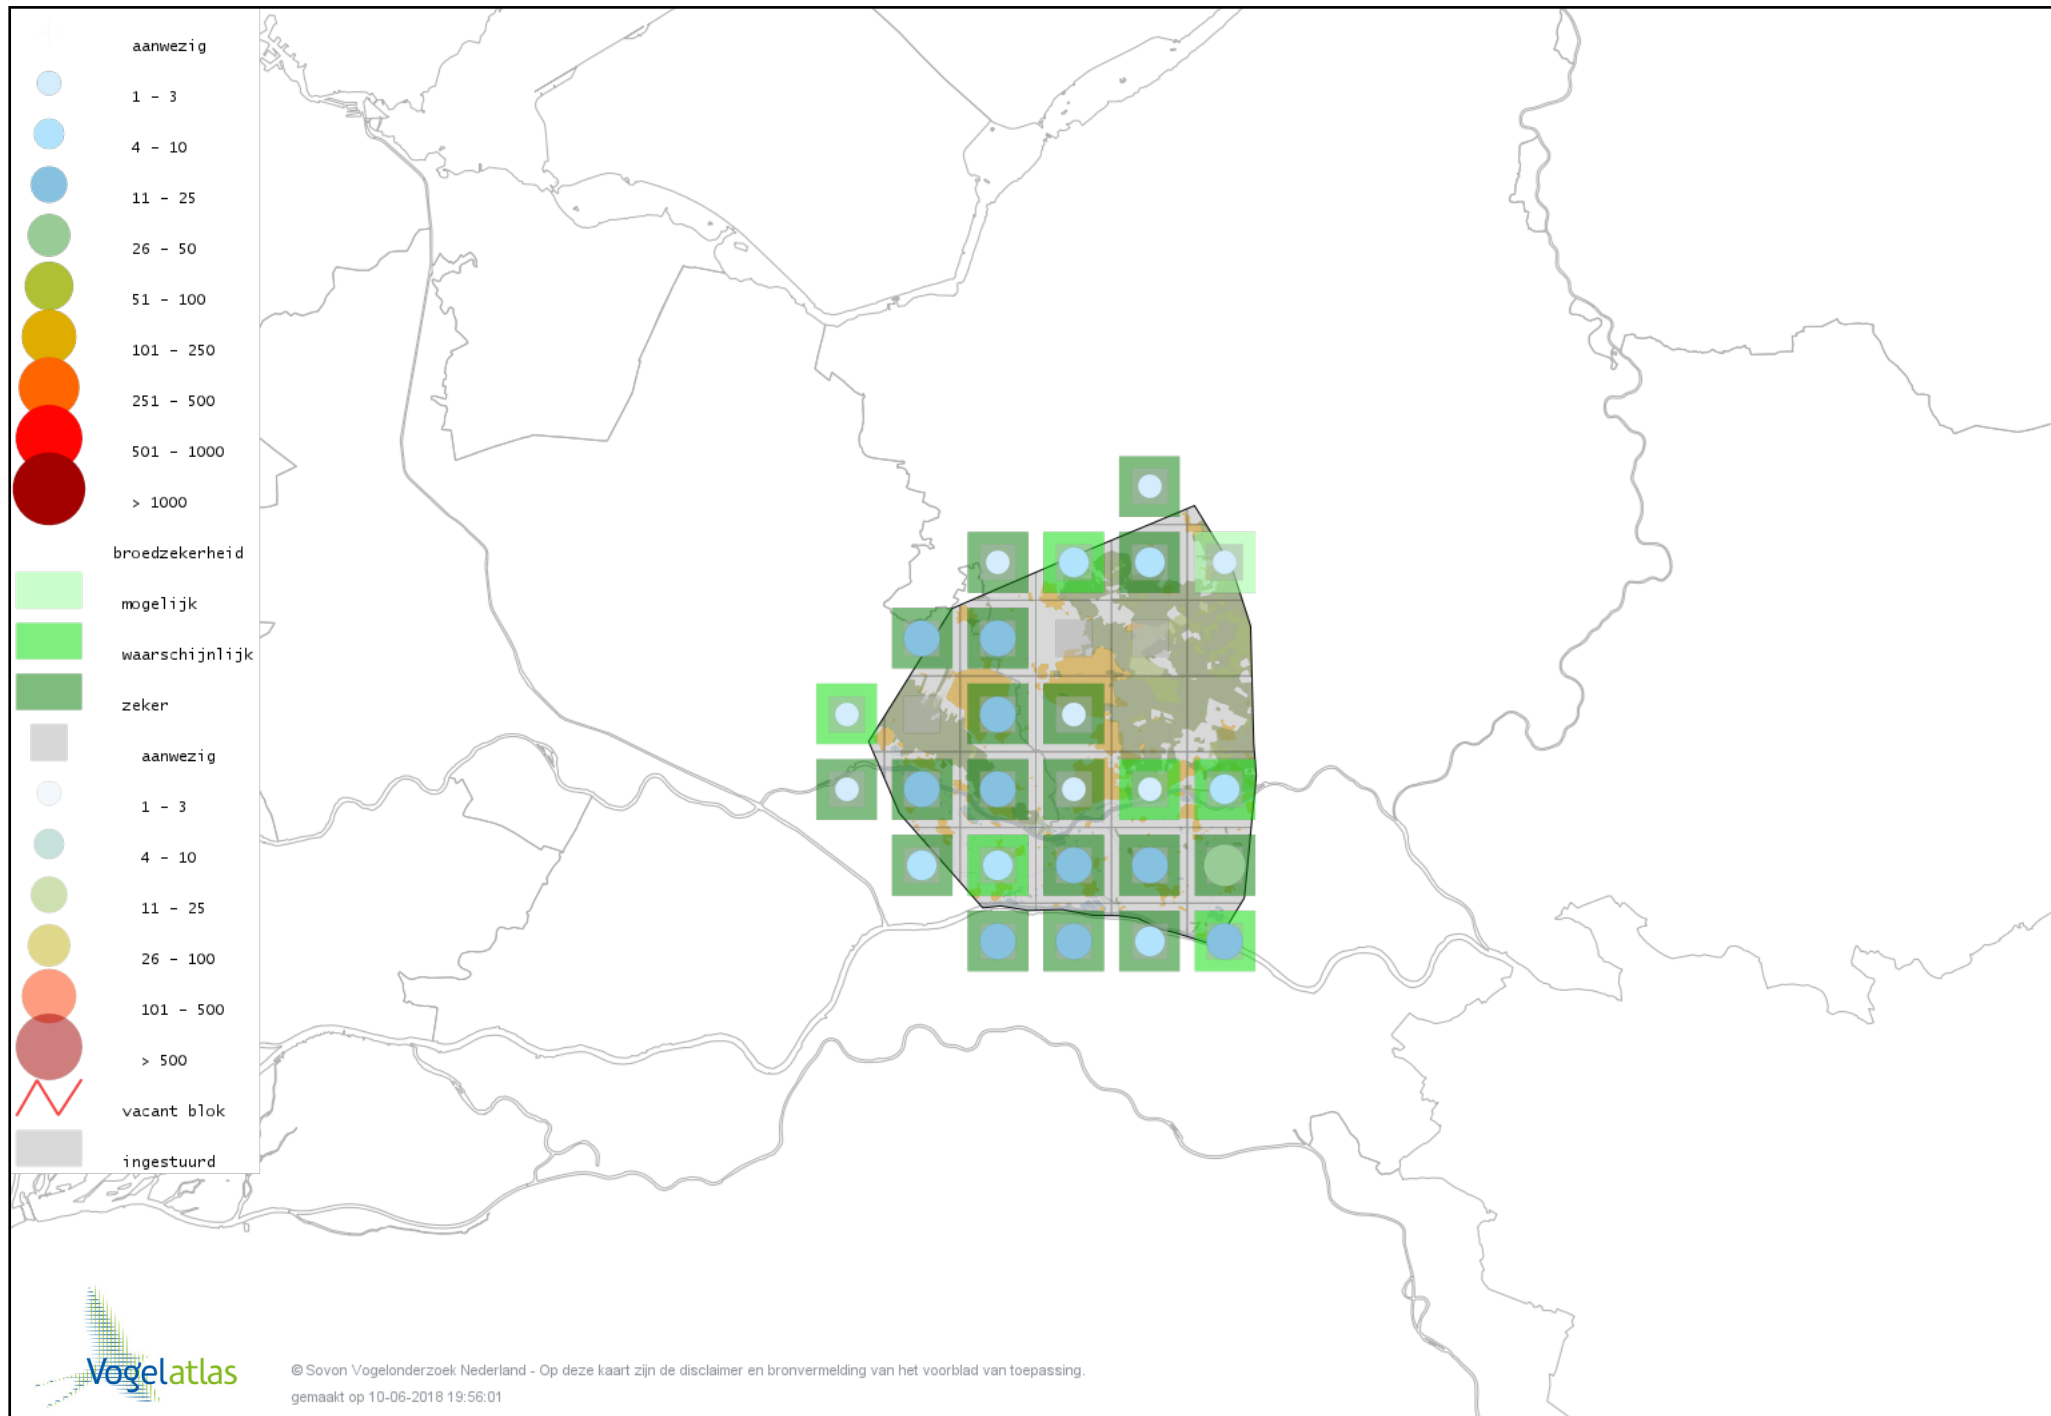 aanwezig
1 - 3
4 - 10
11 - 25
26 - 50
51 - 100
101 - 250
251 - 500
501 - 1000
> 1000
broedzekerheid
mogelijk
waarschijnlijk
zeker
aanwezig
1 - 3
4 - 10
11 - 25
26 - 100
101 - 500
> 500
vacant blok
ingestuurd
Vogelatlas
© Sovon Vogelonderzoek Nederland - Op deze kaart zijn de disclaimer en bronvermelding van het voorblad van toepassing.
gemaakt op 10-06-2018 19:56:01